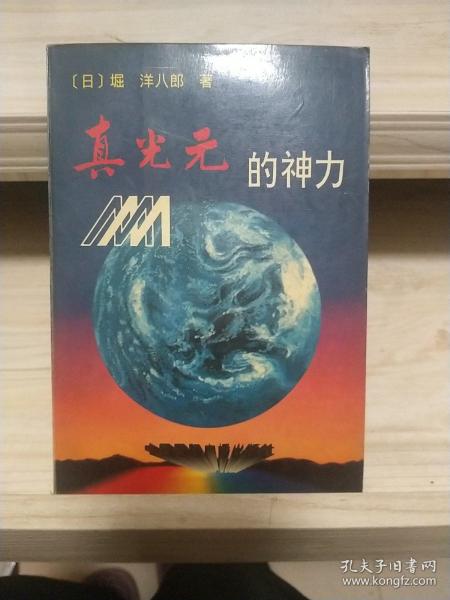 〔日〕堀 洋八郎 著
真光元
的神力
孔夫子旧书网
www.kongfz.com